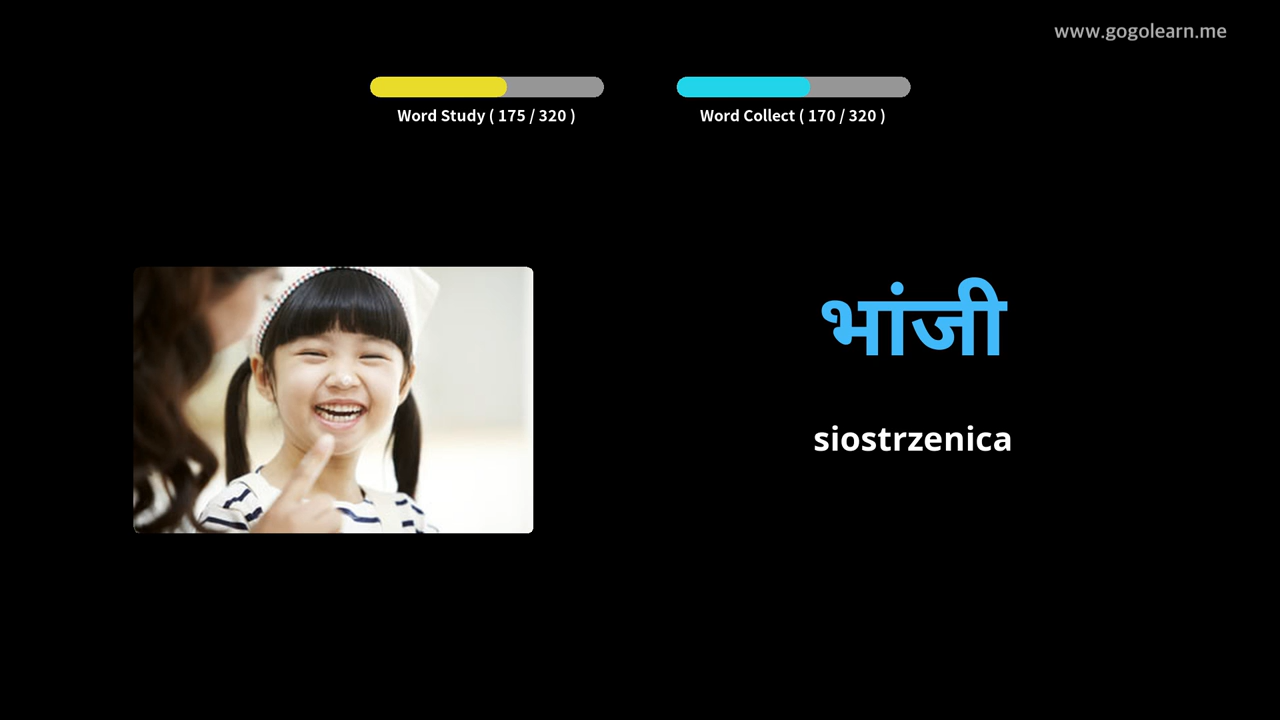 www.gogolearn.me
Word Study ( 175 / 320 )
Word Collect ( 170 / 320 )
भांजी
siostrzenica